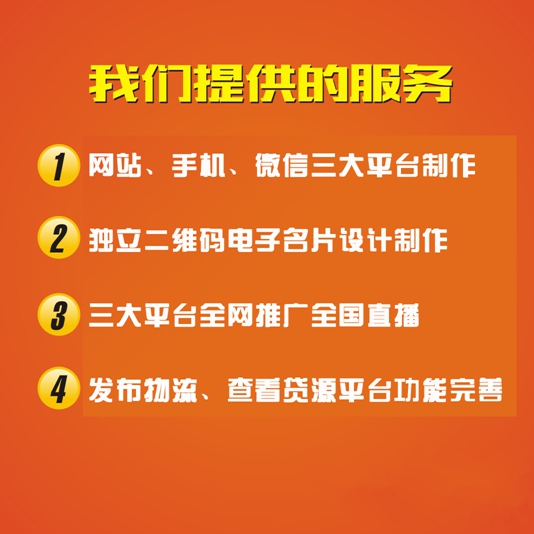 我们提供的服务
1 网站、手机、微信三大平台制作
2 独立二维码电子名片设计制作
3 三大平台全网推广全国直播
4 发布物流、查看贷源平台功能完善